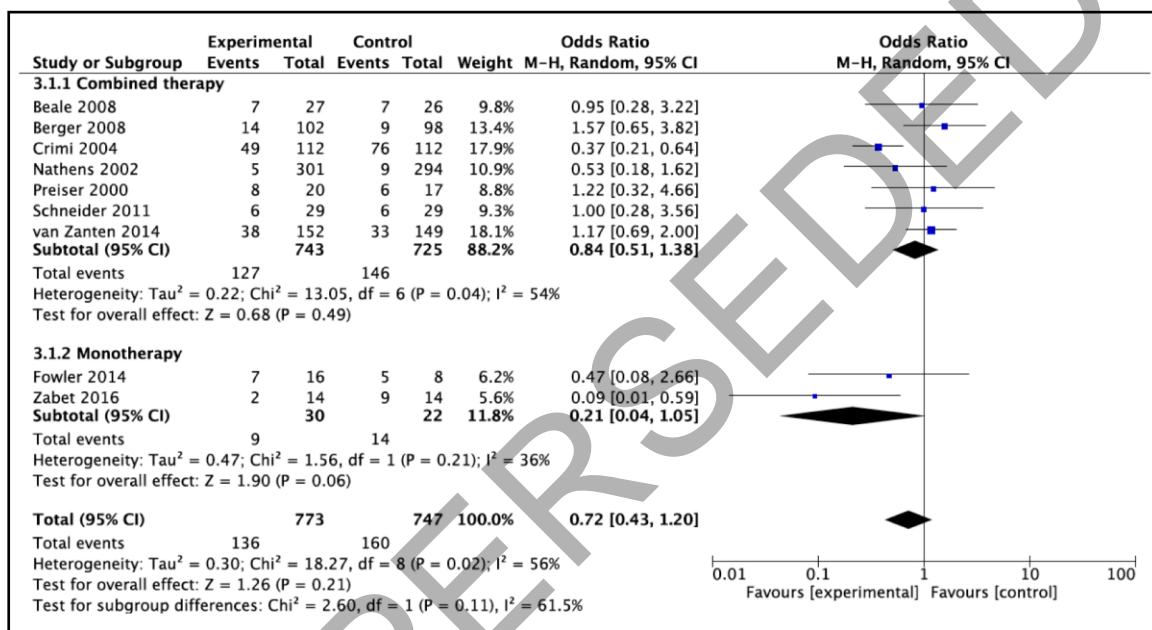 Experimental Control Odds Ratio Odds Ratio
Study or Subgroup Events Total Events Total Weight M-H, Random, 95% CI M-H, Random, 95% CI
3.1.1 Combined therapy
Beale 2008 7 27 7 26 9.8% 0.95 [0.28, 3.22]
Berger 2008 14 102 9 98 13.4% 1.57 [0.65, 3.82]
Crimi 2004 49 112 76 112 17.9% 0.37 [0.21, 0.64]
Nathens 2002 5 301 9 294 10.9% 0.53 [0.18, 1.62]
Preiser 2000 8 20 6 17 8.8% 1.22 [0.32, 4.66]
Schneider 2011 6 29 6 29 9.3% 1.00 [0.28, 3.56]
van Zanten 2014 38 152 33 149 18.1% 1.17 [0.69, 2.00]
Subtotal (95% CI) 743 725 88.2% 0.84 [0.51, 1.38]
Total events 127 146
Heterogeneity: Tau² = 0.22; Chi² = 13.05, df = 6 (P = 0.04); I² = 54%
Test for overall effect: Z = 0.68 (P = 0.49)
3.1.2 Monotherapy
Fowler 2014 7 16 5 8 6.2% 0.47 [0.08, 2.66]
Zabet 2016 2 14 9 14 5.6% 0.09 [0.01, 0.59]
Subtotal (95% CI) 30 22 11.8% 0.21 [0.04, 1.05]
Total events 9 14
Heterogeneity: Tau² = 0.47; Chi² = 1.56, df = 1 (P = 0.21); I² = 36%
Test for overall effect: Z = 1.90 (P = 0.06)
Total (95% CI) 773 747 100.0% 0.72 [0.43, 1.20]
Total events 136 160
Heterogeneity: Tau² = 0.30; Chi² = 18.27, df = 8 (P = 0.02); I² = 56%
Test for overall effect: Z = 1.26 (P = 0.21)
Test for subgroup differences: Chi² = 2.60, df = 1 (P = 0.11), I² = 61.5%
0.01 0.1 1 10 100
Favours [experimental] Favours [control]
PERSEDED